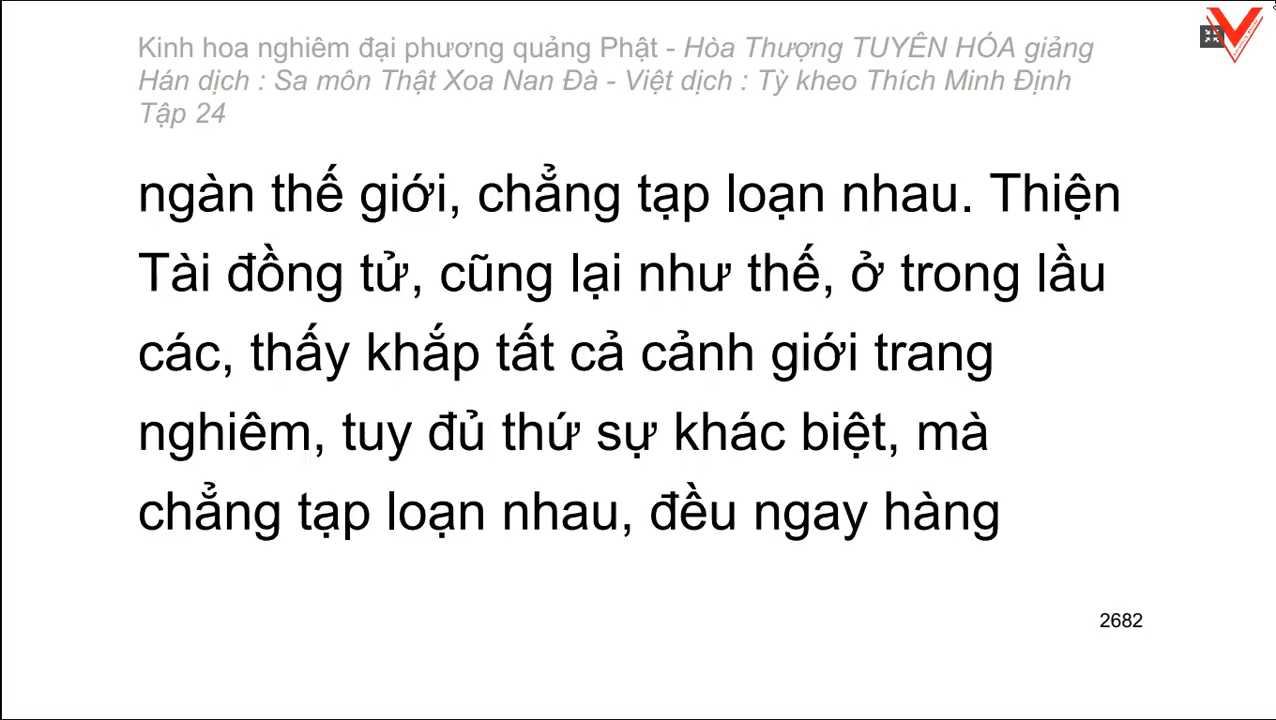 Kinh hoa nghiêm đại phương quảng Phật - Hòa Thượng TUYÊN HÓA giảng
Hán dịch : Sa môn Thật Xoa Nan Đà - Việt dịch : Tỳ kheo Thích Minh Định
Tập 24
ngàn thế giới, chẳng tạp loạn nhau. Thiện
Tài đồng tử, cũng lại như thế, ở trong lầu
các, thấy khắp tất cả cảnh giới trang
nghiêm, tuy đủ thứ sự khác biệt, mà
chẳng tạp loạn nhau, đều ngay hàng
2682